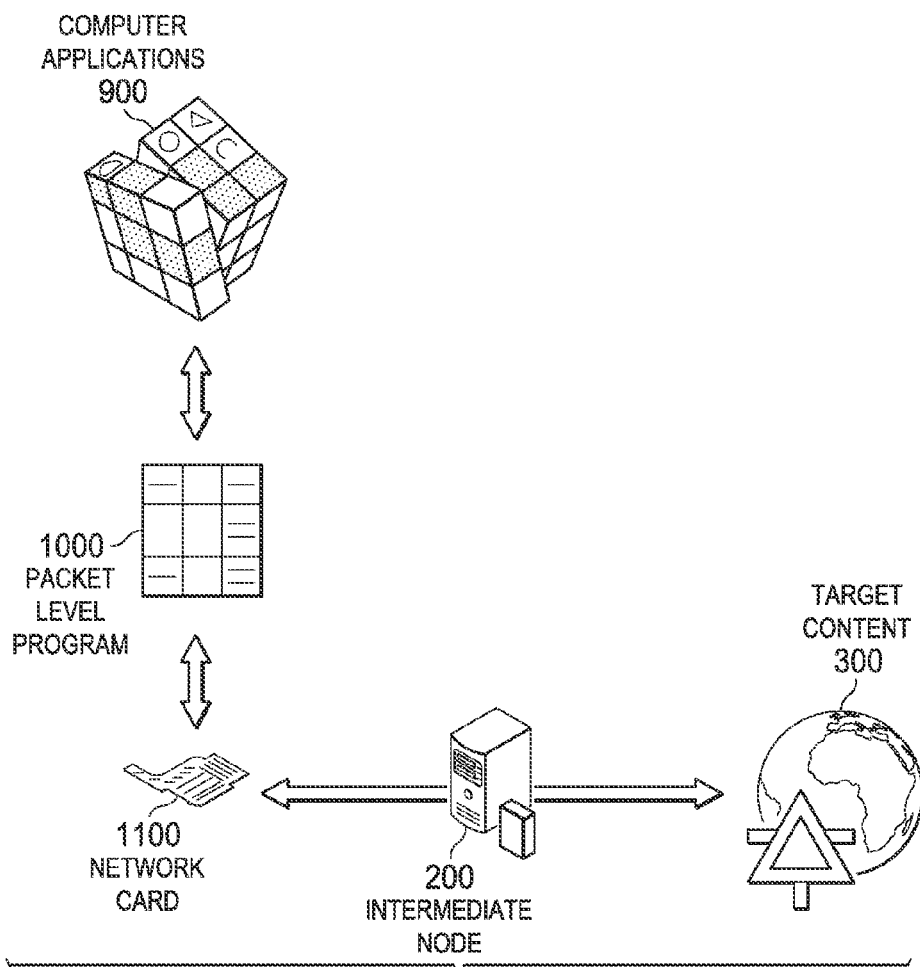 COMPUTER
APPLICATIONS
900
1000
PACKET
LEVEL
PROGRAM
TARGET
CONTENT
300
1100
NETWORK
CARD
200
INTERMEDIATE
NODE